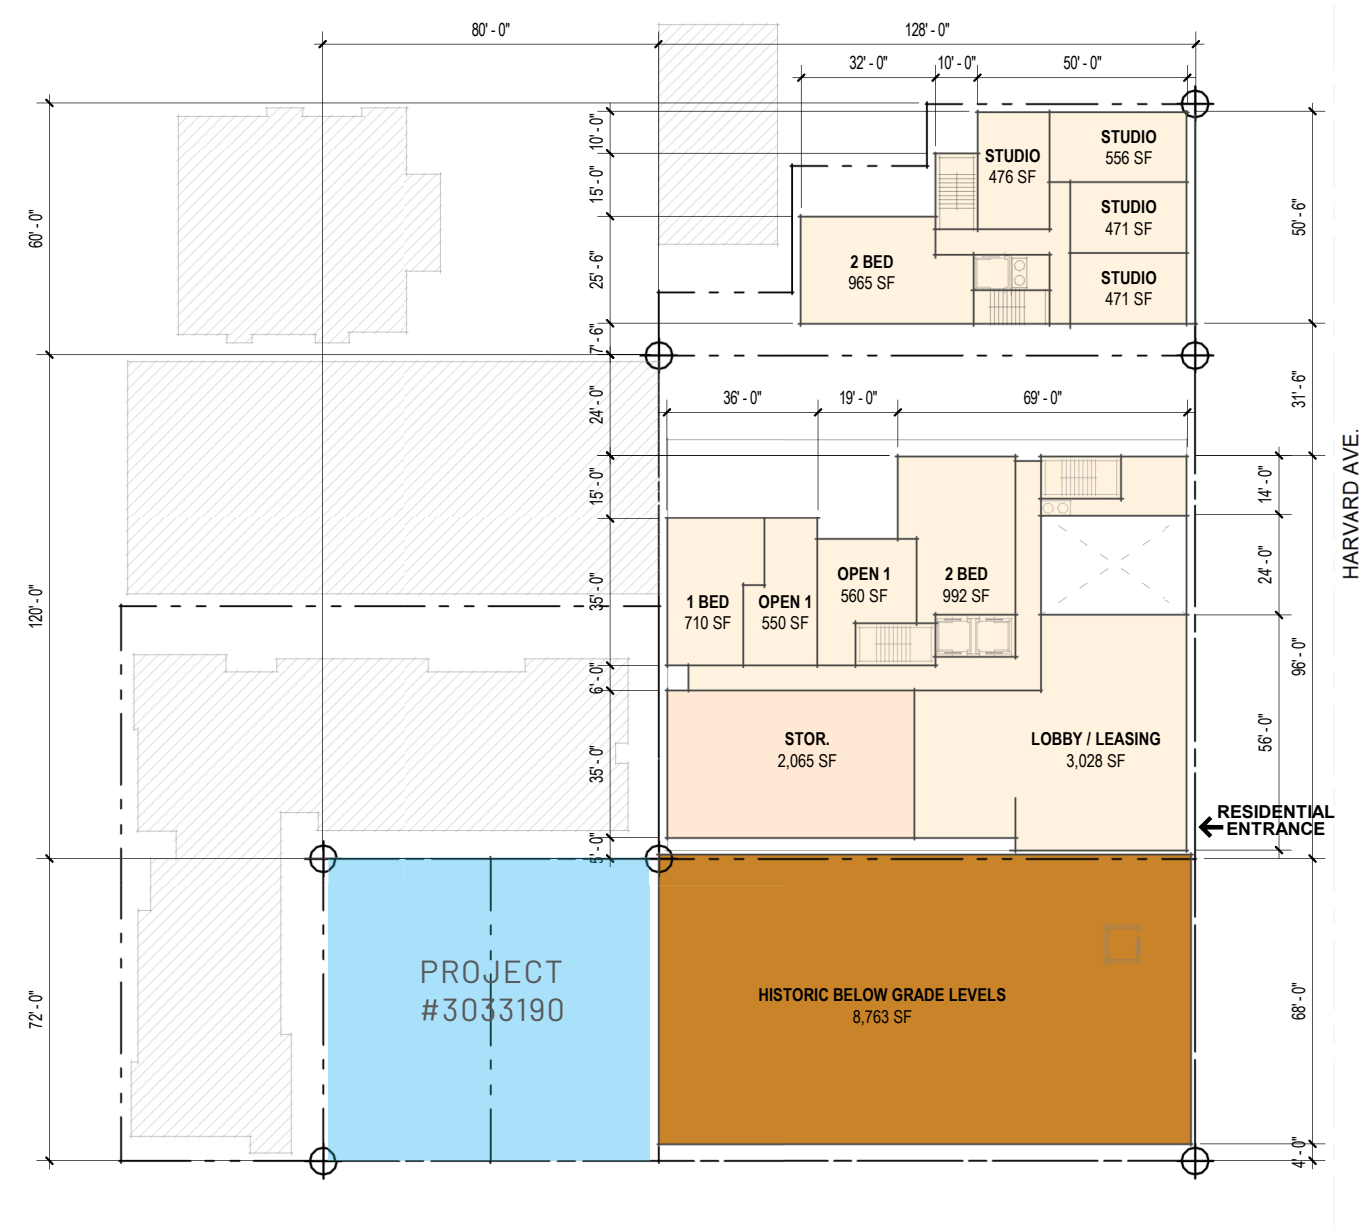 80' - 0"
128' - 0"
32' - 0"
10' - 0"
50' - 0"
60' - 0"
10' - 0"
15' - 0"
25' - 6"
7' - 6"
STUDIO
476 SF
STUDIO
556 SF
STUDIO
471 SF
STUDIO
471 SF
2 BED
965 SF
50' - 6"
31' - 6"
36' - 0"
19' - 0"
69' - 0"
24' - 0"
15' - 0"
35' - 0"
6' - 0"
35' - 0"
5' - 0"
120' - 0"
1 BED
710 SF
OPEN 1
550 SF
OPEN 1
560 SF
2 BED
992 SF
14' - 0"
24' - 0"
56' - 0"
96' - 0"
HARVARD AVE.
STOR.
2,065 SF
LOBBY / LEASING
3,028 SF
RESIDENTIAL
ENTRANCE
72' - 0"
PROJECT
#3033190
HISTORIC BELOW GRADE LEVELS
8,763 SF
68' - 0"
4' - 0"